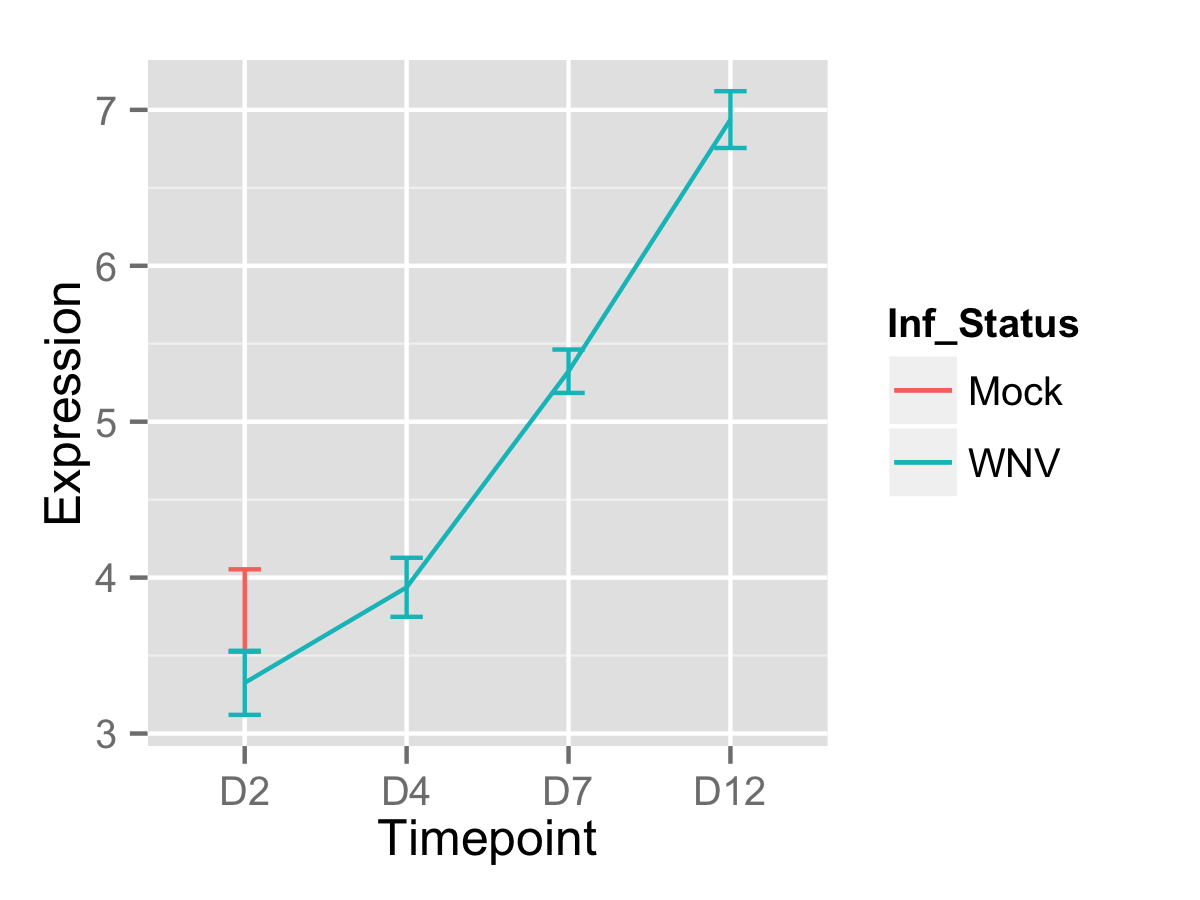 7
6
5
4
3
Expression
D2 D4 D7 D12
Timepoint
Inf_Status
Mock
WNV